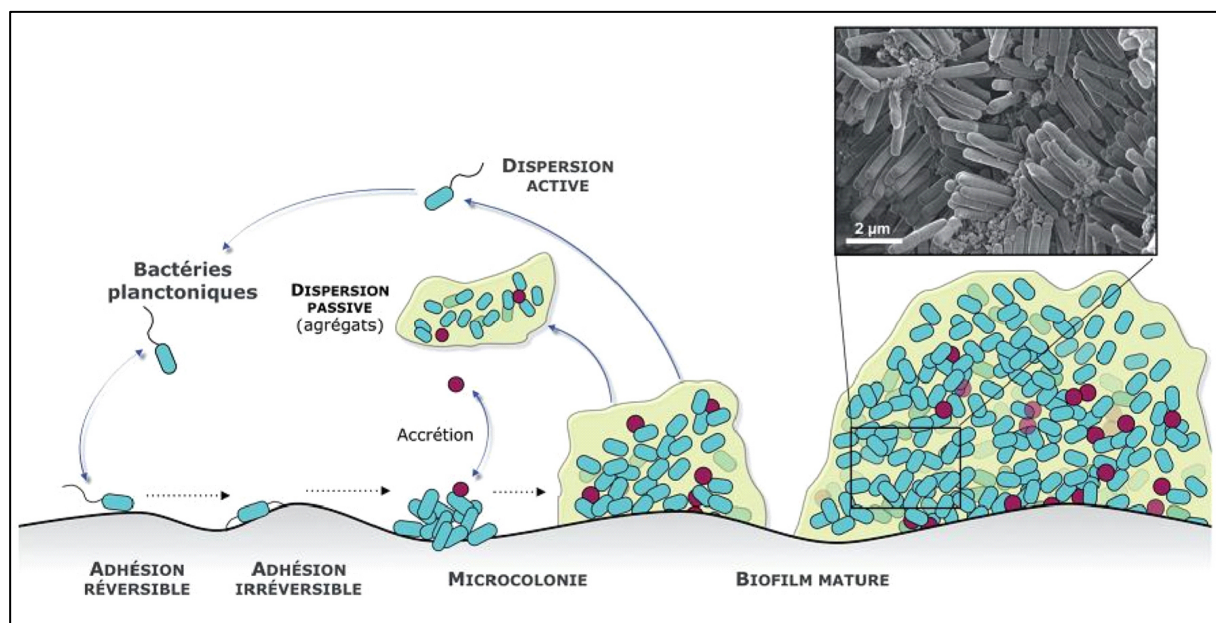 2 µm
DISPERSION
ACTIVE
Bactéries
planctoniques
DISPERSION
PASSIVE
(agrégats)
Accrétion
ADHÉSION
RÉVERSIBLE
ADHÉSION
IRRÉVERSIBLE
MICROCOLONIE
BIOFILM MATURE